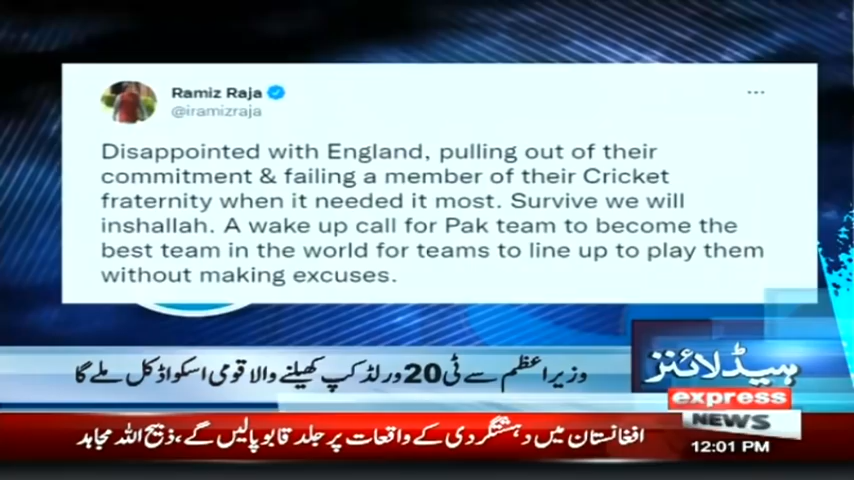 Ramiz Raja
@iramizraja
...
Disappointed with England, pulling out of their
commitment & failing a member of their Cricket
fraternity when it needed it most. Survive we will
inshallah. A wake up call for Pak team to become the
best team in the world for teams to line up to play them
without making excuses.
وزیراعظم سے ٹی20ورلڈکپ کھیلنے والا قومی اسکواڈ کل ملے گا
ہیڈلائنز
express
NEWS
افغانستان میں دہشتگردی کے واقعات پر جلد قابو پالیں گے، ذبیح اللہ مجاہد
12:01 PM